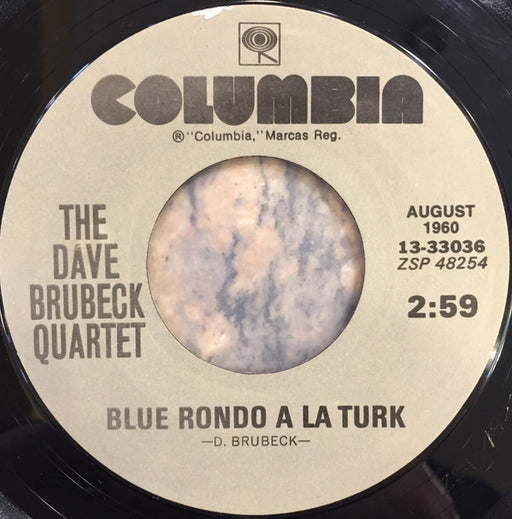 COLUMBIA
®"Columbia," Marcas Reg.
THE
DAVE
BRUBECK
QUARTET
AUGUST
1960
13-33036
ZSP 48254
2:59
BLUE RONDO A LA TURK
—D. BRUBECK—